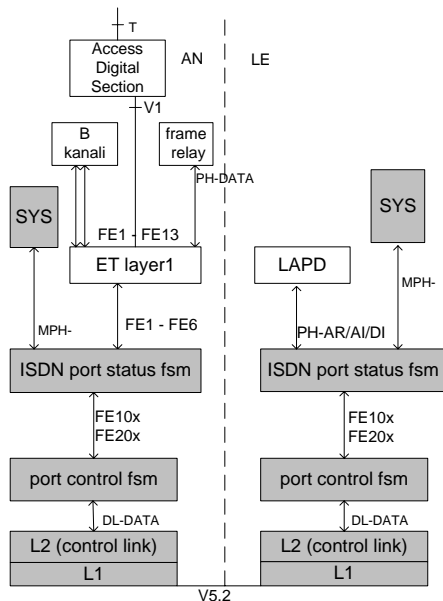 T
Access
Digital
Section
AN
LE
V1
B
kanali
frame
relay
PH-DATA
SYS
SYS
FE1 - FE13
ET layer1
LAPD
MPH-
MPH-
FE1 - FE6
PH-AR/AI/DI
ISDN port status fsm
ISDN port status fsm
FE10x
FE20x
FE10x
FE20x
port control fsm
port control fsm
DL-DATA
DL-DATA
L2 (control link)
L2 (control link)
L1
L1
V5.2